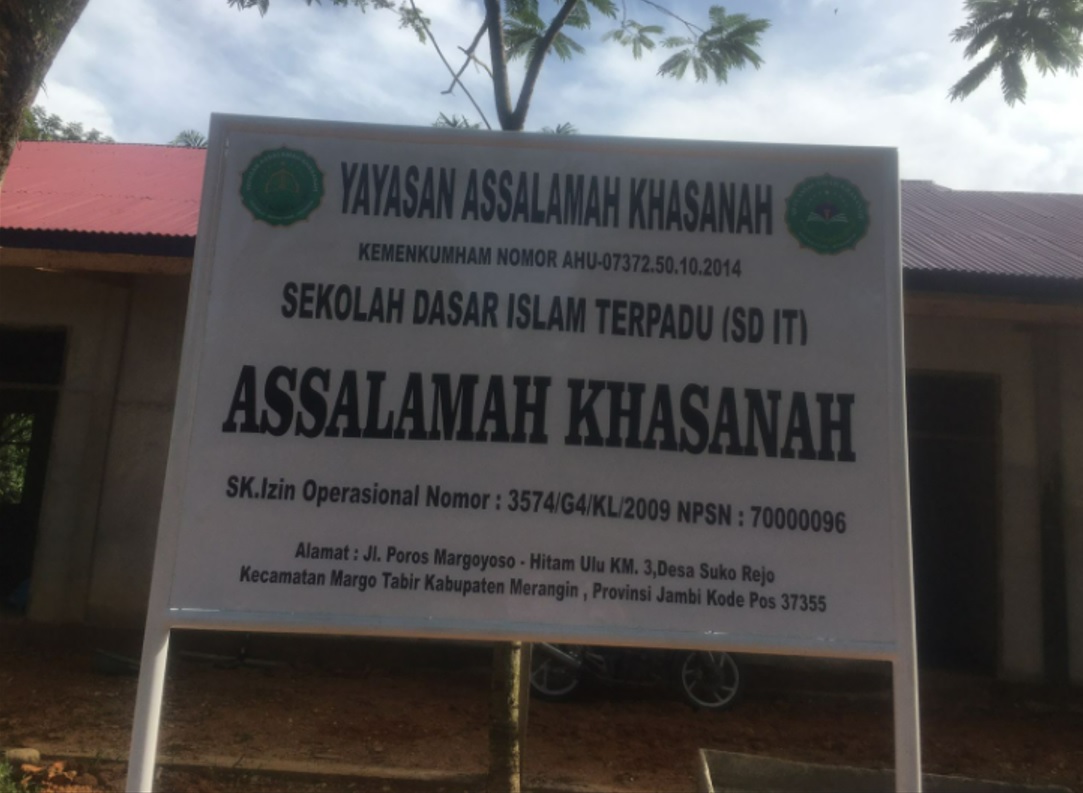 YAYASAN ASSALAMAH KHASANAH
KEMENKUMHAM NOMOR AHU-07372.50.10.2014
SEKOLAH DASAR ISLAM TERPADU (SD IT)
ASSALAMAH KHASANAH
SK.Izin Operasional Nomor : 3574/G4/KL/2009 NPSN : 70000096
Alamat : Jl. Poros Margoyoso - Hitam Ulu KM. 3,Desa Suko Rejo
Kecamatan Margo Tabir Kabupaten Merangin , Provinsi Jambi Kode Pos 37355